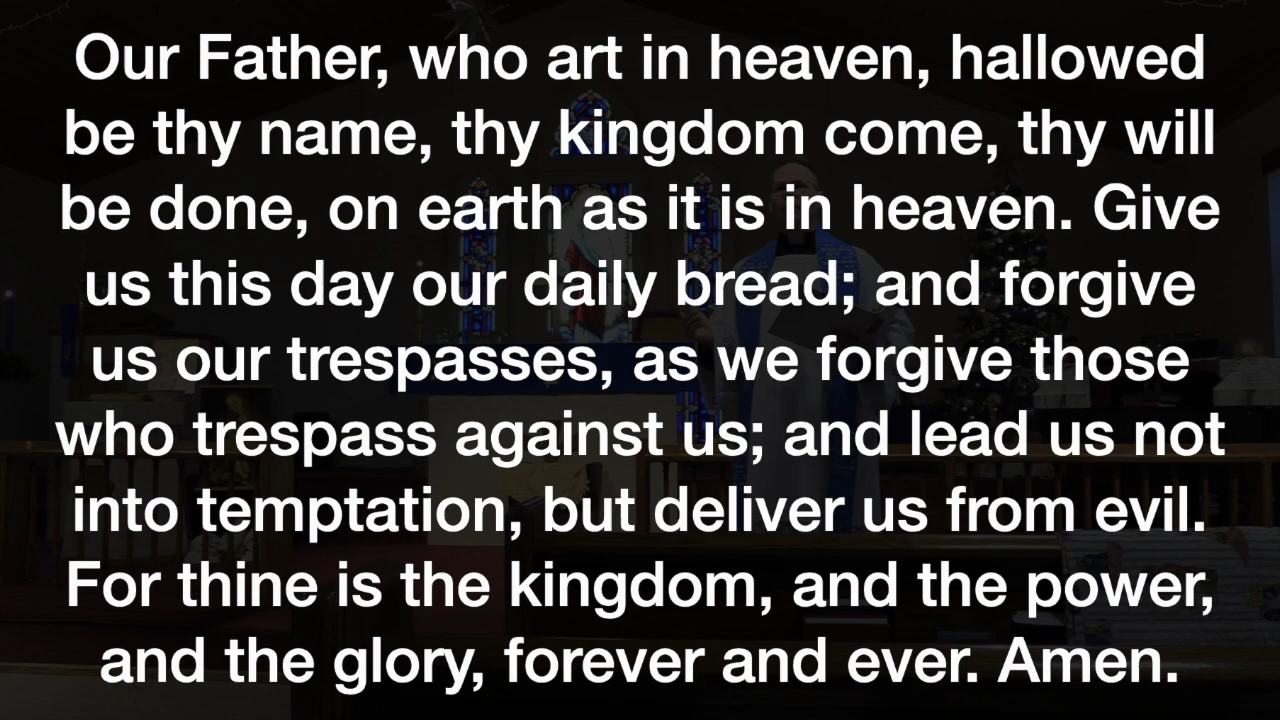 Our Father, who art in heaven, hallowed
be thy name, thy kingdom come, thy will
be done, on earth as it is in heaven. Give
us this day our daily bread; and forgive
us our trespasses, as we forgive those
who trespass against us; and lead us not
into temptation, but deliver us from evil.
For thine is the kingdom, and the power,
and the glory, forever and ever. Amen.